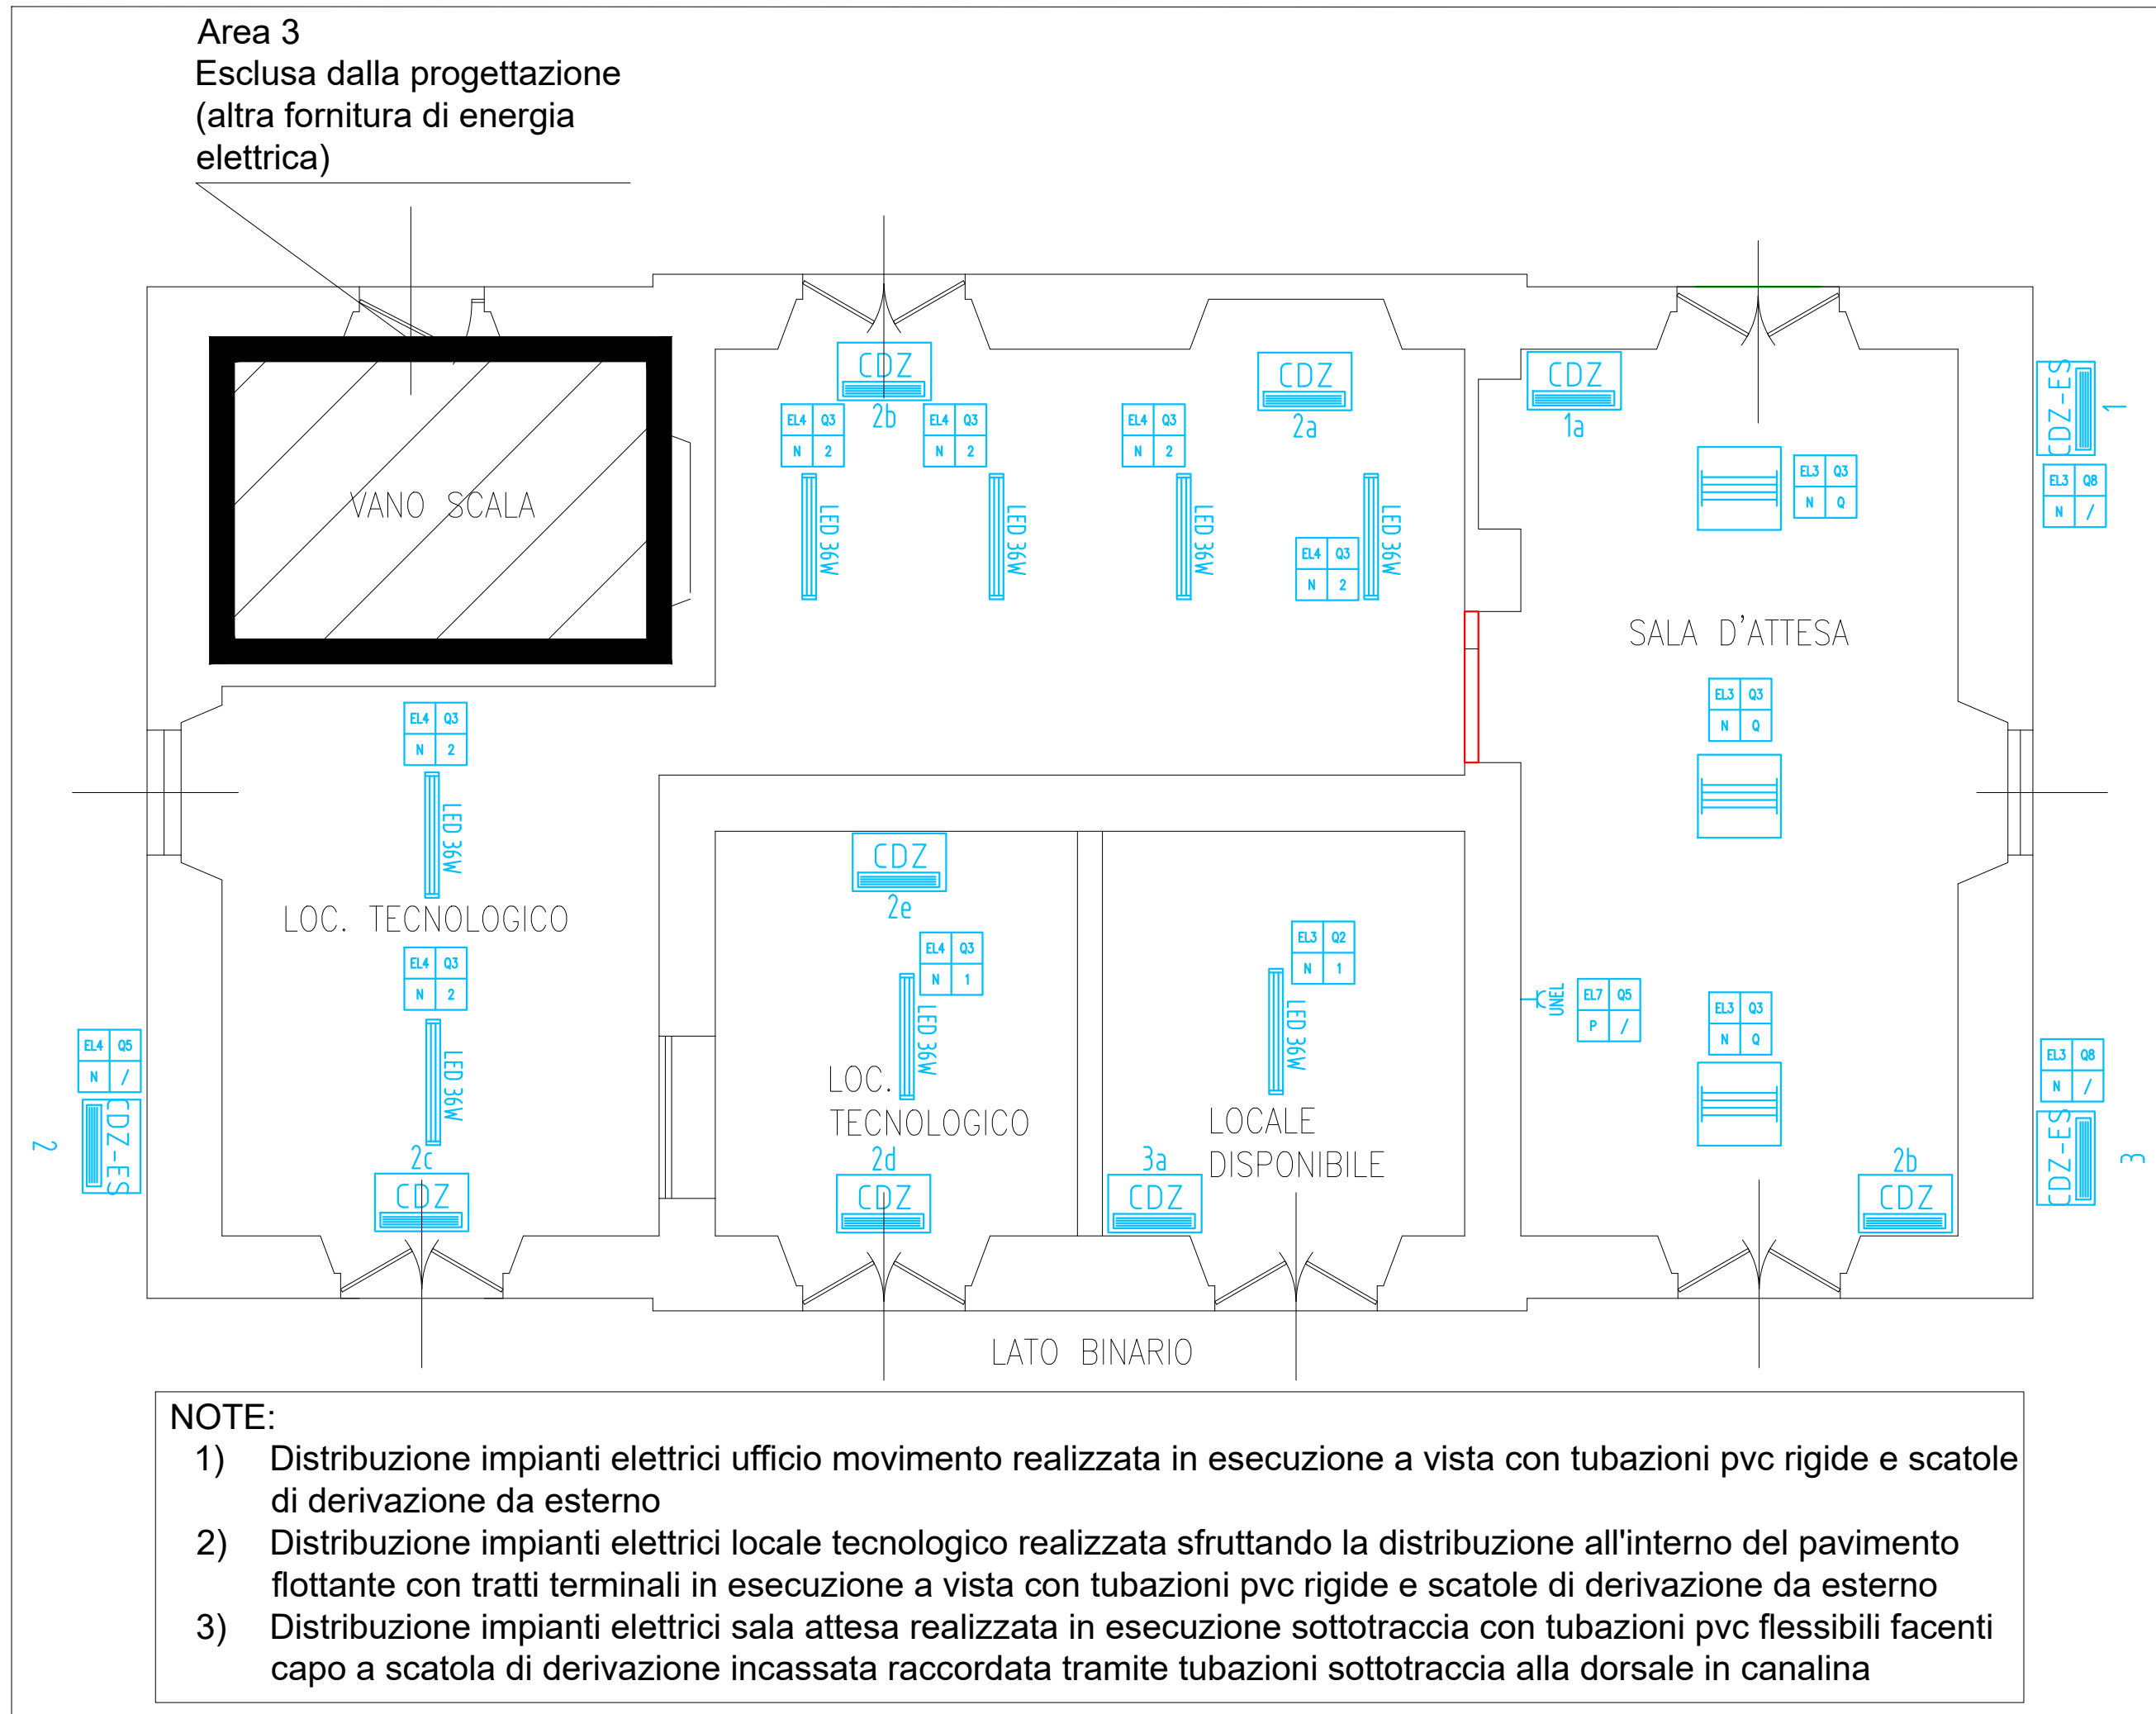 Area 3
Esclusa dalla progettazione
(altra fornitura di energia
elettrica)
CDZ
2b
CDZ
2a
CDZ
1a
CDZ-ES
1
EL4 Q3
N 2
EL4 Q3
N 2
EL4 Q3
N 2
EL3 Q3
N Q
EL3 Q8
N /
VANO SCALA
LED 36W
LED 36W
LED 36W
LED 36W
EL4 Q3
N 2
SALA D'ATTESA
EL4 Q3
N 2
EL3 Q3
N Q
LED 36W
CDZ
2e
LOC. TECNOLOGICO
EL4 Q3
N 2
EL4 Q3
N 1
EL3 Q2
N 1
LED 36W
LED 36W
LED 36W
UNEL
EL7 Q5
P /
EL3 Q3
N Q
EL4 Q5
N /
CDZ-ES
2
EL3 Q8
N /
CDZ-ES
3
LOC.
TECNOLOGICO
LOCALE
DISPONIBILE
2c
CDZ
2d
CDZ
3a
CDZ
2b
CDZ
LATO BINARIO
NOTE:
1) Distribuzione impianti elettrici ufficio movimento realizzata in esecuzione a vista con tubazioni pvc rigide e scatole
di derivazione da esterno
2) Distribuzione impianti elettrici locale tecnologico realizzata sfruttando la distribuzione all'interno del pavimento
flottante con tratti terminali in esecuzione a vista con tubazioni pvc rigide e scatole di derivazione da esterno
3) Distribuzione impianti elettrici sala attesa realizzata in esecuzione sottotraccia con tubazioni pvc flessibili facenti
capo a scatola di derivazione incassata raccordata tramite tubazioni sottotraccia alla dorsale in canalina